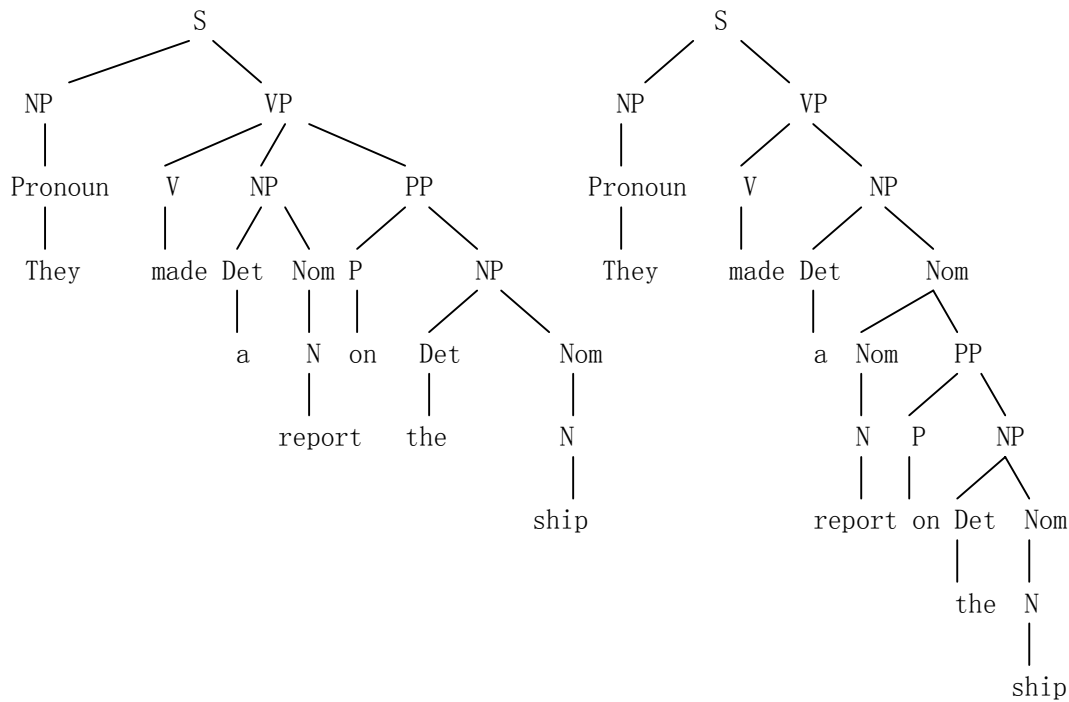 S S
NP VP NP VP
Pronoun V NP PP Pronoun V NP
They made Det Nom P NP They made Det Nom
a N on Det Nom a Nom PP
report the N N P NP
ship report on Det Nom
the N
ship